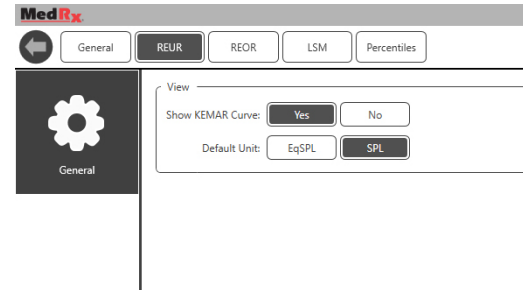 MedRx
General REUR REOR LSM Percentiles
View
Show KEMAR Curve: Yes No
Default Unit: EqSPL SPL
General